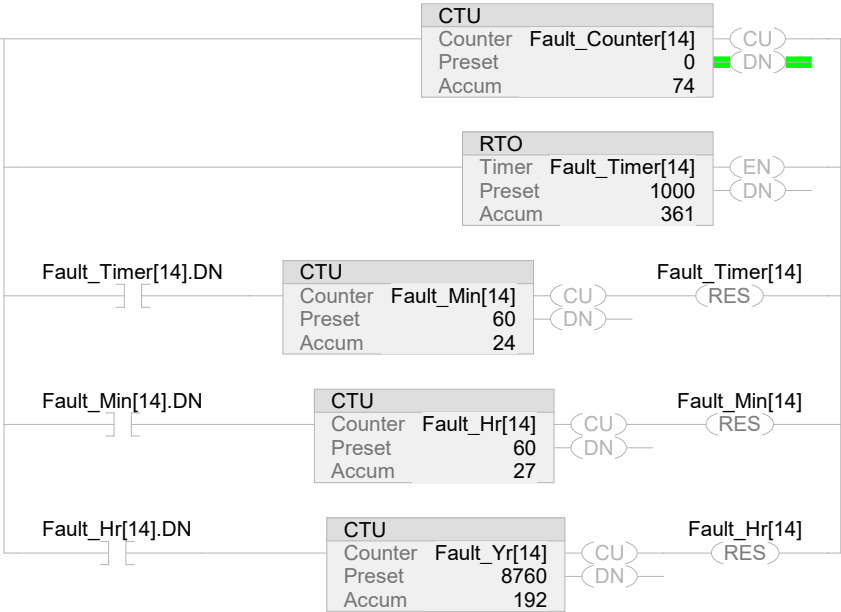 CTU
Counter Fault_Counter[14] CU
Preset 0 DN
Accum 74
RTO
Timer Fault_Timer[14] EN
Preset 1000 DN
Accum 361
Fault_Timer[14].DN CTU Fault_Timer[14]
Counter Fault_Min[14] CU RES
Preset 60 DN
Accum 24
Fault_Min[14].DN CTU Fault_Min[14]
Counter Fault_Hr[14] CU RES
Preset 60 DN
Accum 27
Fault_Hr[14].DN CTU Fault_Hr[14]
Counter Fault_Yr[14] CU RES
Preset 8760 DN
Accum 192